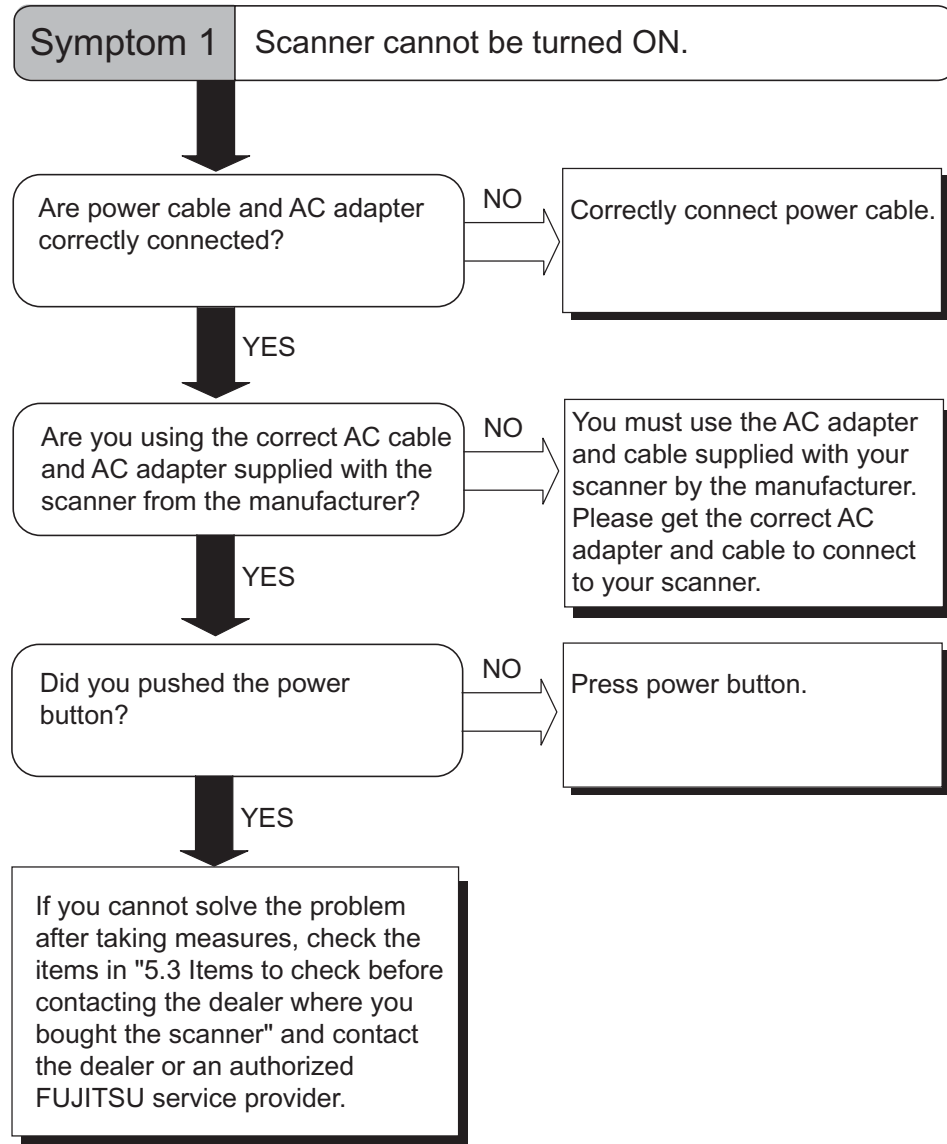 Symptom 1
Scanner cannot be turned ON.
Are power cable and AC adapter
correctly connected?
NO
Correctly connect power cable.
YES
Are you using the correct AC cable
and AC adapter supplied with the
scanner from the manufacturer?
NO
You must use the AC adapter
and cable supplied with your
scanner by the manufacturer.
Please get the correct AC
adapter and cable to connect
to your scanner.
YES
Did you pushed the power
button?
NO
Press power button.
YES
If you cannot solve the problem
after taking measures, check the
items in "5.3 Items to check before
contacting the dealer where you
bought the scanner" and contact
the dealer or an authorized
FUJITSU service provider.